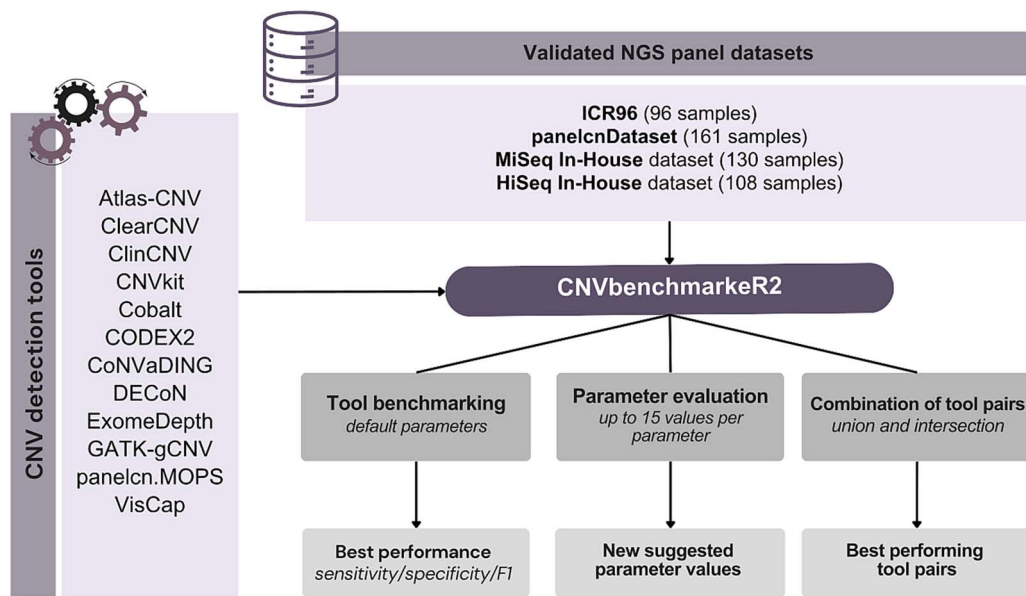 Validated NGS panel datasets
ICR96 (96 samples)
panelcnDataset (161 samples)
MiSeq In-House dataset (130 samples)
HiSeq In-House dataset (108 samples)
CNV detection tools
Atlas-CNV
ClearCNV
ClinCNV
CNVkit
Cobalt
CODEX2
CoNVaDING
DECoN
ExomeDepth
GATK-gCNV
panelcn.MOPS
VisCap
CNVbenchmarkeR2
Tool benchmarking
default parameters
Parameter evaluation
up to 15 values per
parameter
Combination of tool pairs
union and intersection
Best performance
sensitivity/specificity/F1
New suggested
parameter values
Best performing
tool pairs